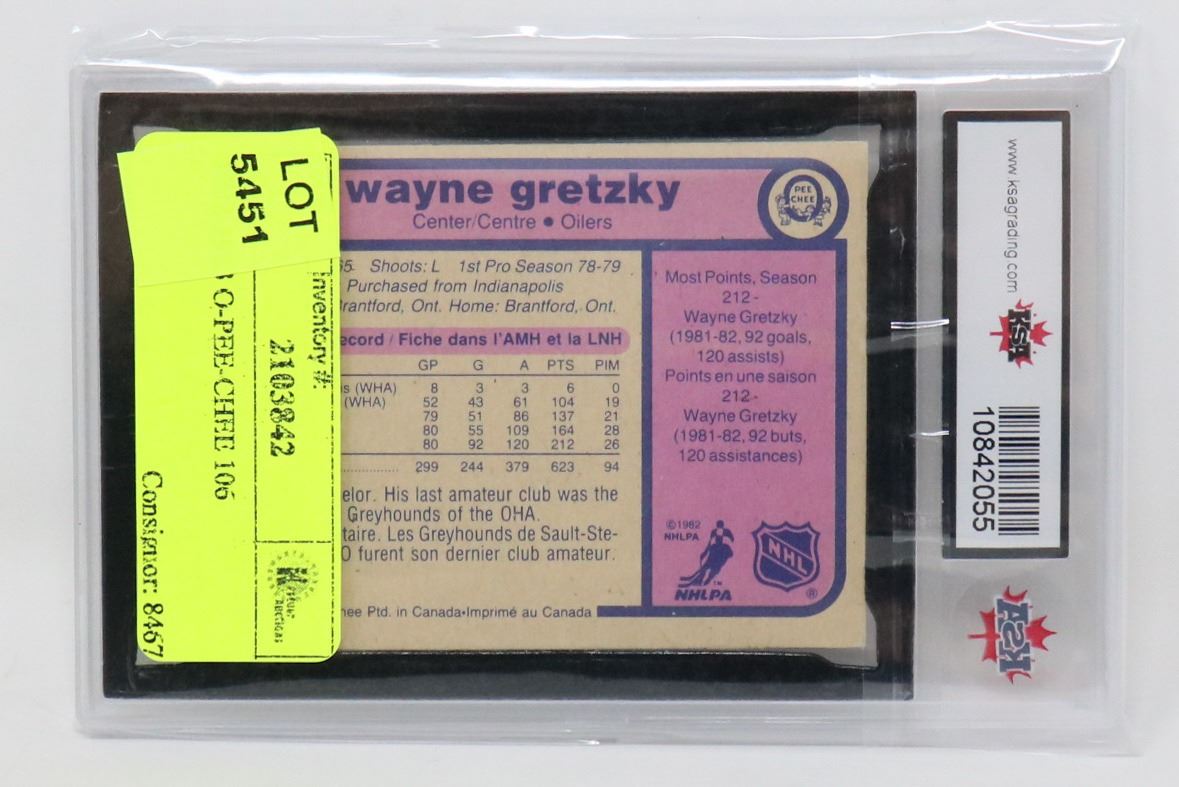 LOT
5451
Inventory #:
2103842
O-PEE-CHEE 106
Consignor: 8467
wayne gretzky
Center/Centre • Oilers
PEE
CHEE
Shoots: L 1st Pro Season 78-79
Purchased from Indianapolis
Brantford, Ont. Home: Brantford, Ont.
Record / Fiche dans l'AMH et la LNH
GP G A PTS PIM
(WHA) 8 3 3 6 0
(WHA) 52 43 61 104 19
79 51 86 137 21
80 55 109 164 28
80 92 120 212 26
299 244 379 623 94
elor. His last amateur club was the
Greyhounds of the OHA.
taire. Les Greyhounds de Sault-Ste-
O furent son dernier club amateur.
hee Ptd. in Canada•Imprimé au Canada
Most Points, Season
212 -
Wayne Gretzky
(1981-82, 92 goals,
120 assists)
Points en une saison
212 -
Wayne Gretzky
(1981-82, 92 buts,
120 assistances)
©1982
NHLPA
NHLPA
TM
NHL
®
www.ksagrading.com
KSA
10842055
KSA